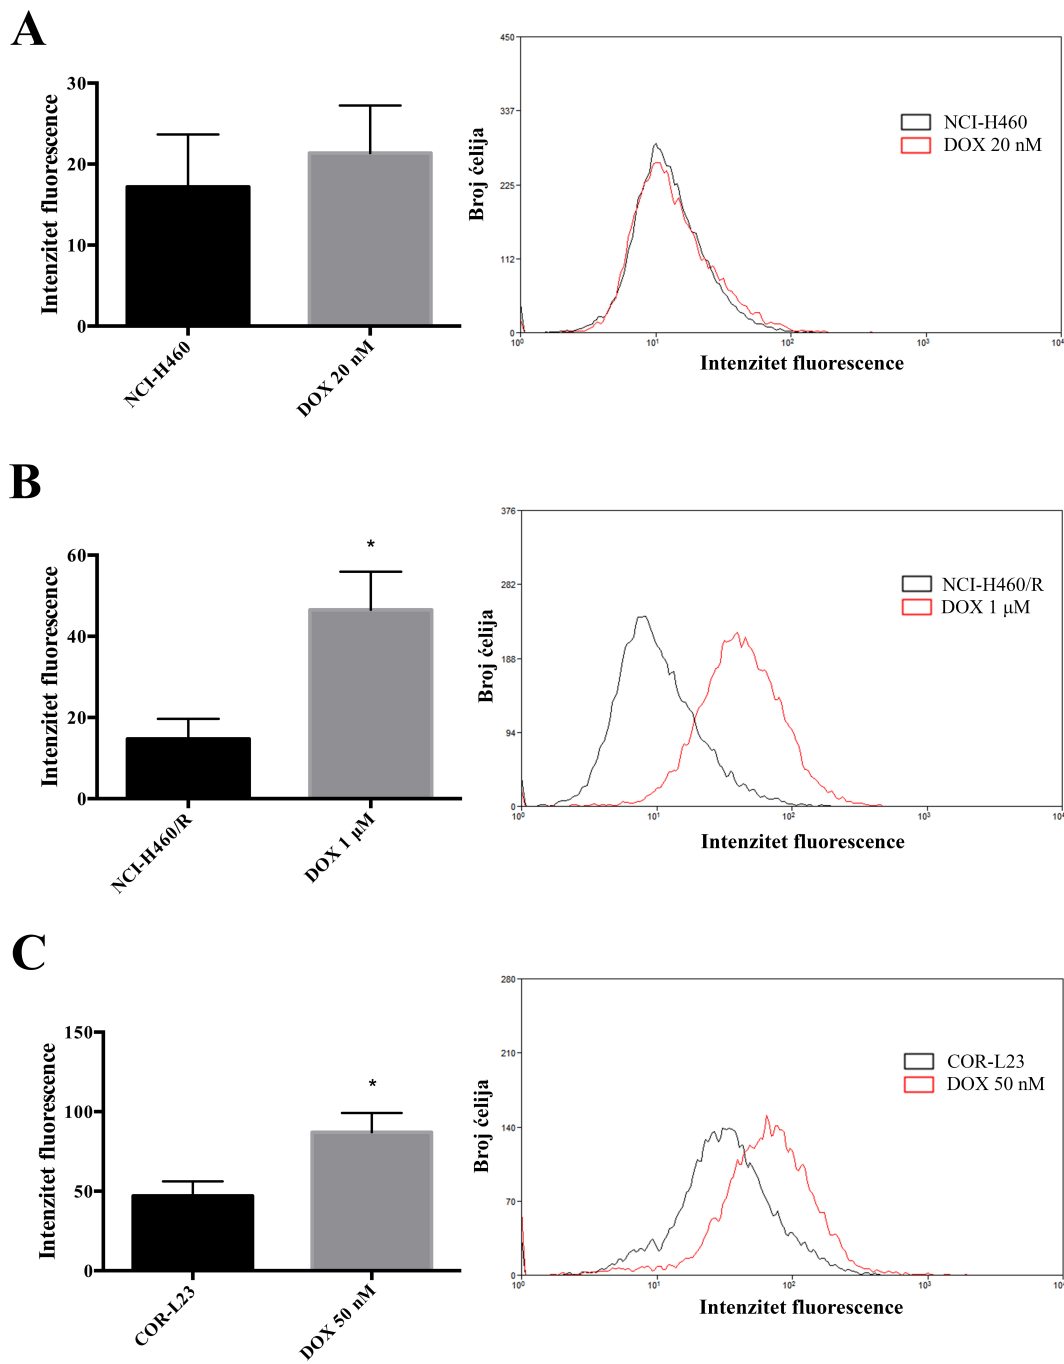 A
Intenzitet fluorescence
30
20
10
0
NCI-H460
DOX 20 nM
Broj ćelija
450
337
225
112
0
10⁰
10¹
10²
10³
10⁴
Intenzitet fluorescence
NCI-H460
DOX 20 nM
B
Intenzitet fluorescence
60
40
20
0
*
NCI-H460/R
DOX 1 μM
Broj ćelija
376
282
188
94
0
10⁰
10¹
10²
10³
10⁴
Intenzitet fluorescence
NCI-H460/R
DOX 1 μM
C
Intenzitet fluorescence
150
100
50
0
*
COR-L23
DOX 50 nM
Broj ćelija
280
210
140
70
0
10⁰
10¹
10²
10³
Intenzitet fluorescence
COR-L23
DOX 50 nM